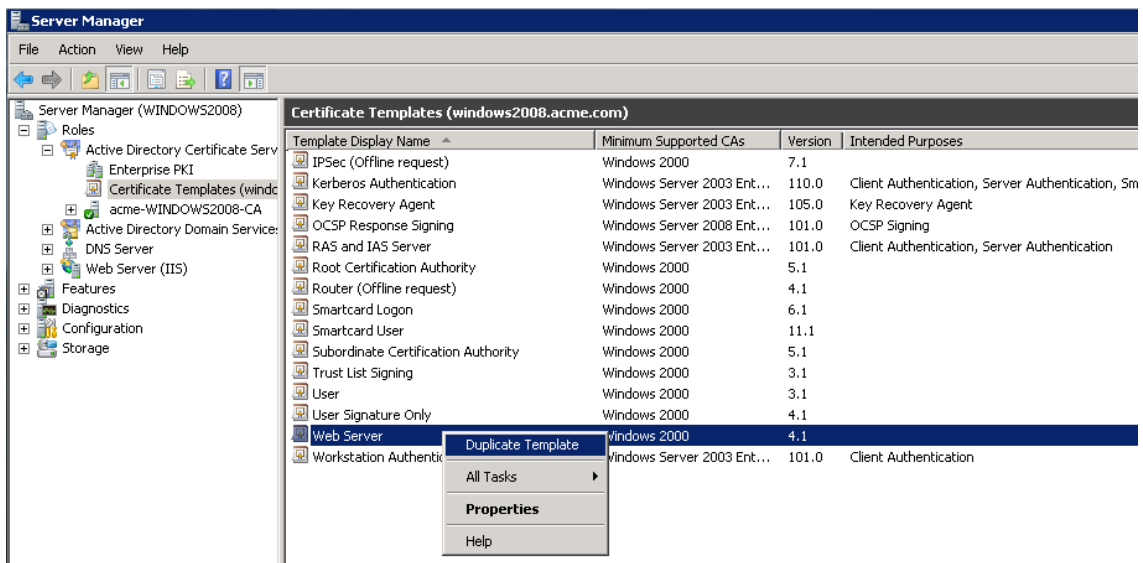 Server Manager
File Action View Help
Server Manager (WINDOWS2008)
Roles
Active Directory Certificate Serv
Enterprise PKI
Certificate Templates (windc
acme-WINDOWS2008-CA
Active Directory Domain Service
DNS Server
Web Server (IIS)
Features
Diagnostics
Configuration
Storage
Certificate Templates (windows2008.acme.com)
Template Display Name Minimum Supported CAs Version Intended Purposes
IPSec (Offline request) Windows 2000 7.1
Kerberos Authentication Windows Server 2003 Ent... 110.0 Client Authentication, Server Authentication, Sm
Key Recovery Agent Windows Server 2003 Ent... 105.0 Key Recovery Agent
OCSP Response Signing Windows Server 2008 Ent... 101.0 OCSP Signing
RAS and IAS Server Windows Server 2003 Ent... 101.0 Client Authentication, Server Authentication
Root Certification Authority Windows 2000 5.1
Router (Offline request) Windows 2000 4.1
Smartcard Logon Windows 2000 6.1
Smartcard User Windows 2000 11.1
Subordinate Certification Authority Windows 2000 5.1
Trust List Signing Windows 2000 3.1
User Windows 2000 3.1
User Signature Only Windows 2000 4.1
Web Server Windows 2000 4.1
Workstation Authentic Windows Server 2003 Ent... 101.0 Client Authentication
Duplicate Template
All Tasks
Properties
Help